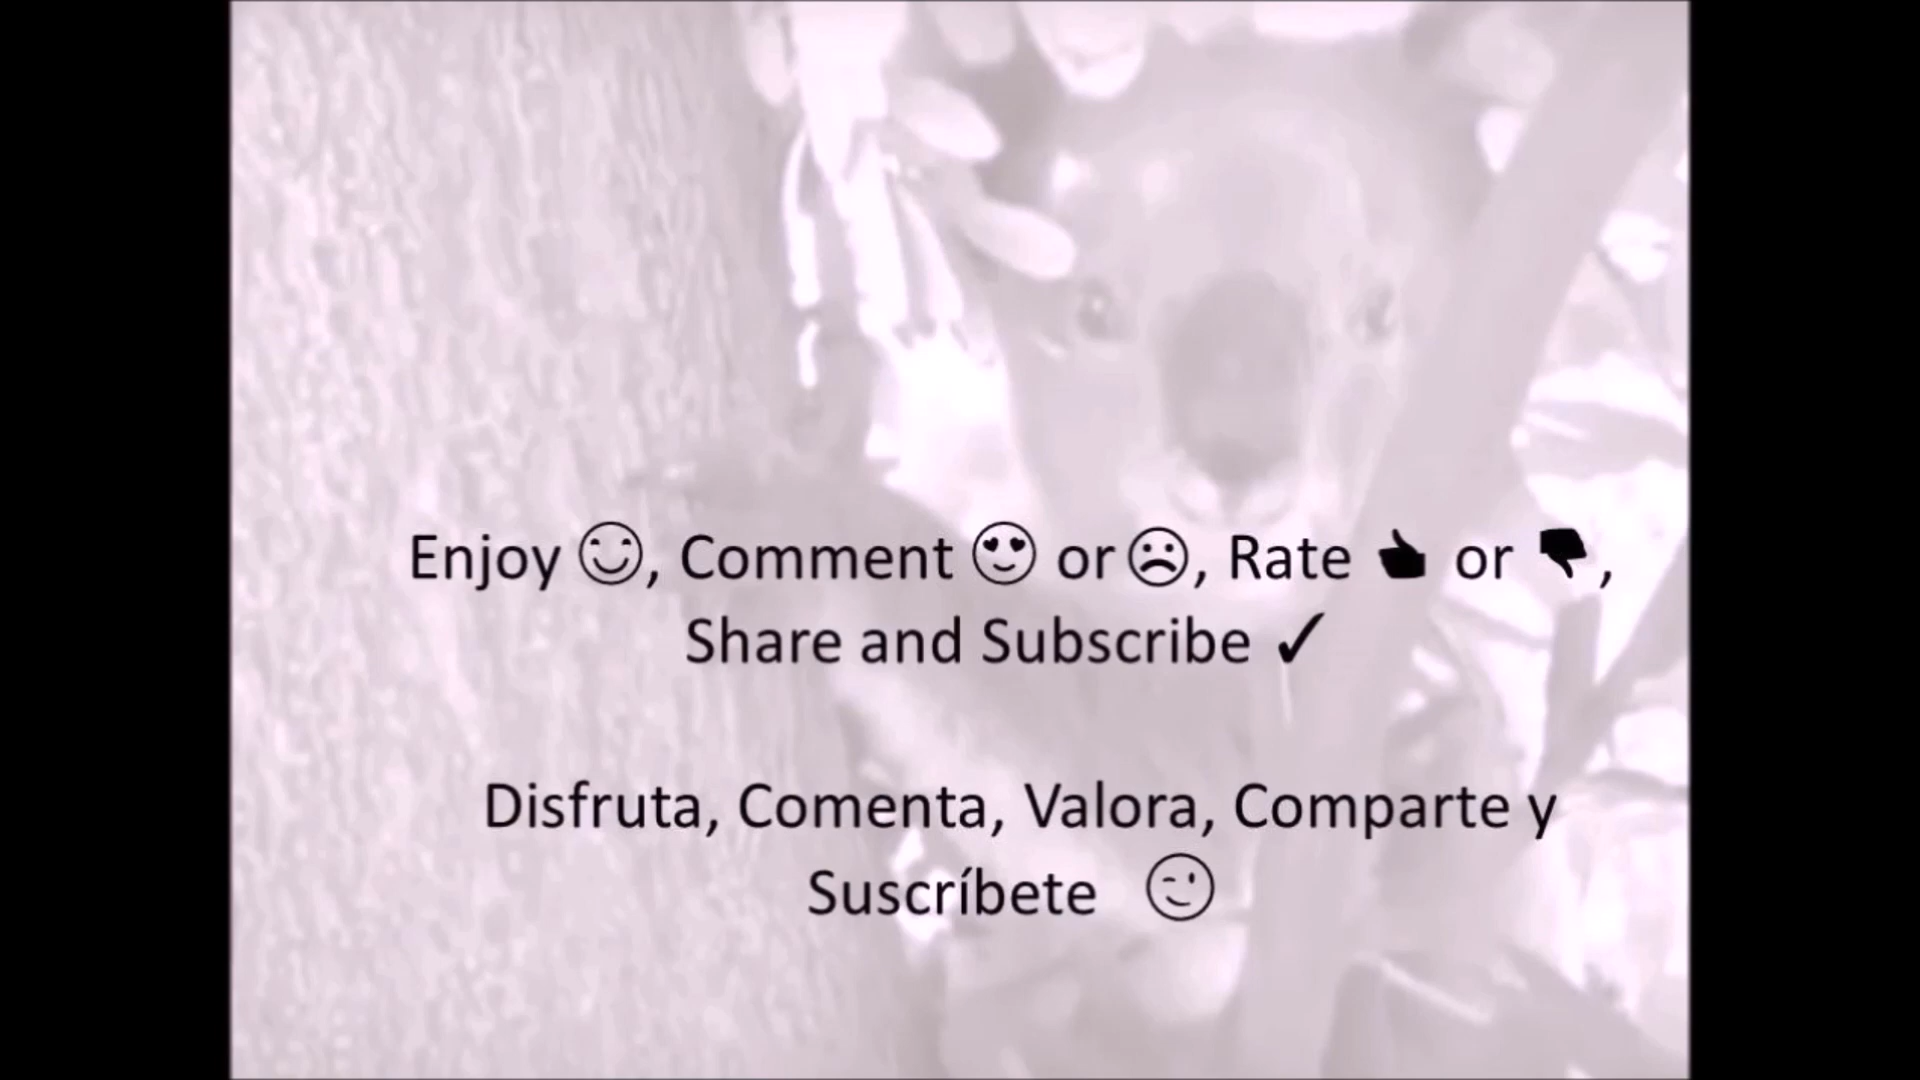 Enjoy ☺, Comment 😍 or ☹, Rate 👍 or 👎,
Share and Subscribe ✓
Disfruta, Comenta, Valora, Comparte y
Suscríbete 😉